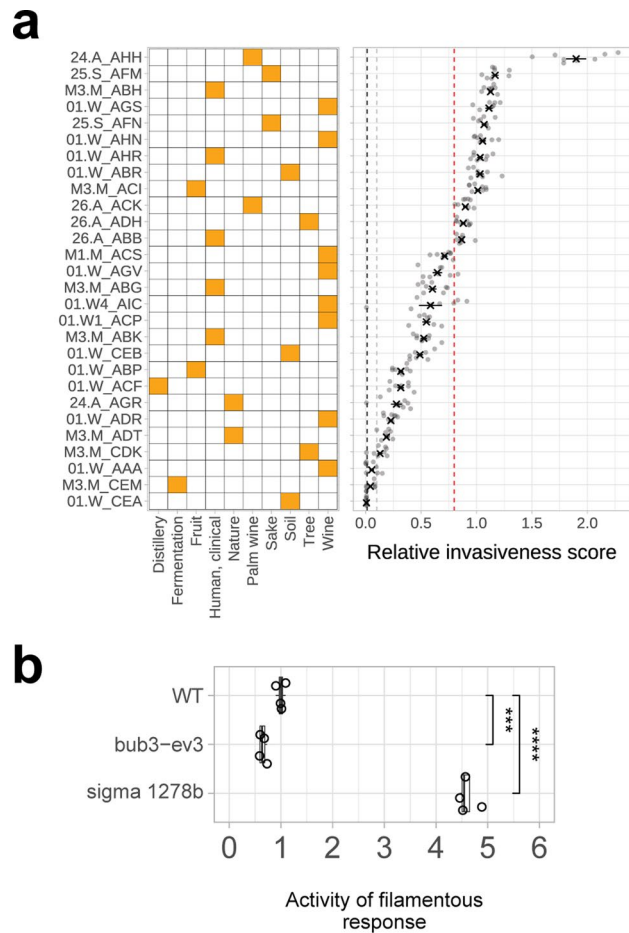 a
24.A_AHH
25.S_AFM
M3.M_ABH
01.W_AGS
25.S_AFN
01.W_AHN
01.W_AHR
01.W_ABR
M3.M_ACI
26.A_ACK
26.A_ADH
26.A_ABB
M1.M_ACS
01.W_AGV
M3.M_ABG
01.W4_AIC
01.W1_ACP
M3.M_ABK
01.W_CEB
01.W_ABP
01.W_ACF
24.A_AGR
01.W_ADR
M3.M_ADT
M3.M_CDK
01.W_AAA
M3.M_CEM
01.W_CEA
Distillery
Fermentation
Fruit
Human, clinical
Nature
Palm wine
Sake
Soil
Tree
Wine
0.0 0.5 1.0 1.5 2.0
Relative invasiveness score
b
WT
bub3-ev3
sigma 1278b
***
****
0 1 2 3 4 5 6
Activity of filamentous
response